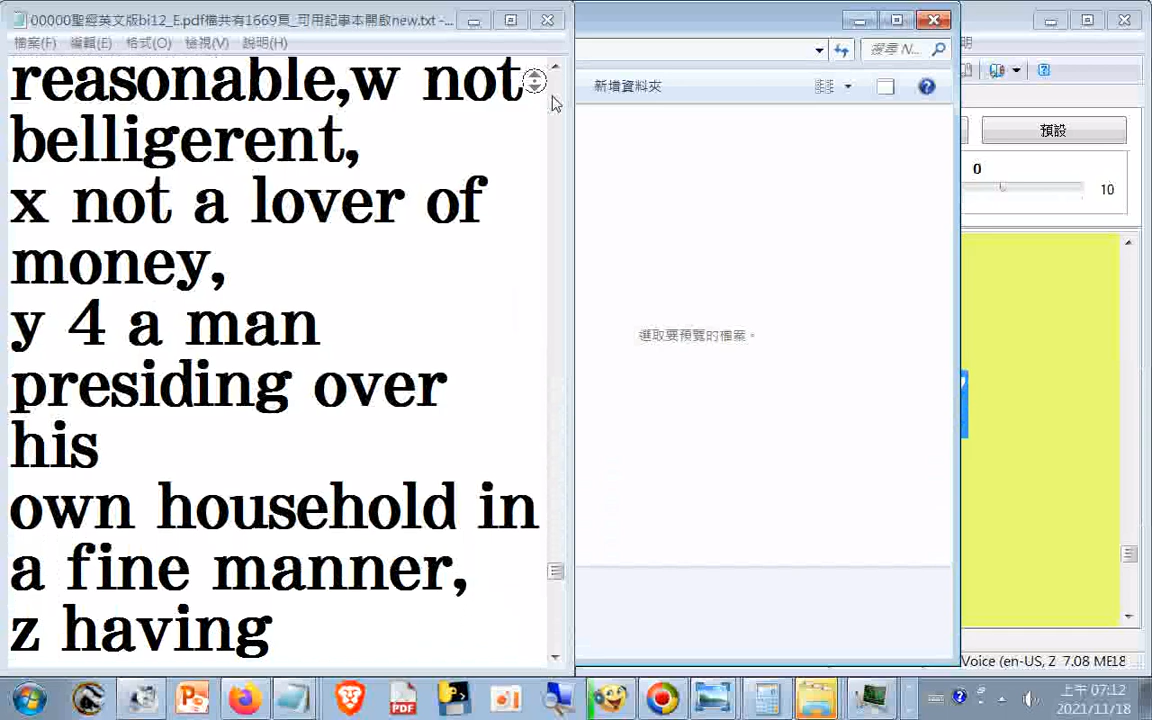 00000聖經英文版bi12_E.pdf檔共有1669頁_可用記事本開啟new.txt -...
檔案(F) 編輯(E) 格式(O) 檢視(V) 說明(H)
reasonable,w not
belligerent,
x not a lover of
money,
y 4 a man
presiding over
his
own household in
a fine manner,
z having
搜尋 N...
新增資料夾
選取要預覽的檔案。
明
預設
0
10
Voice (en-US, Z 7.08 ME18
PDF
上午 07:12
2021/11/18